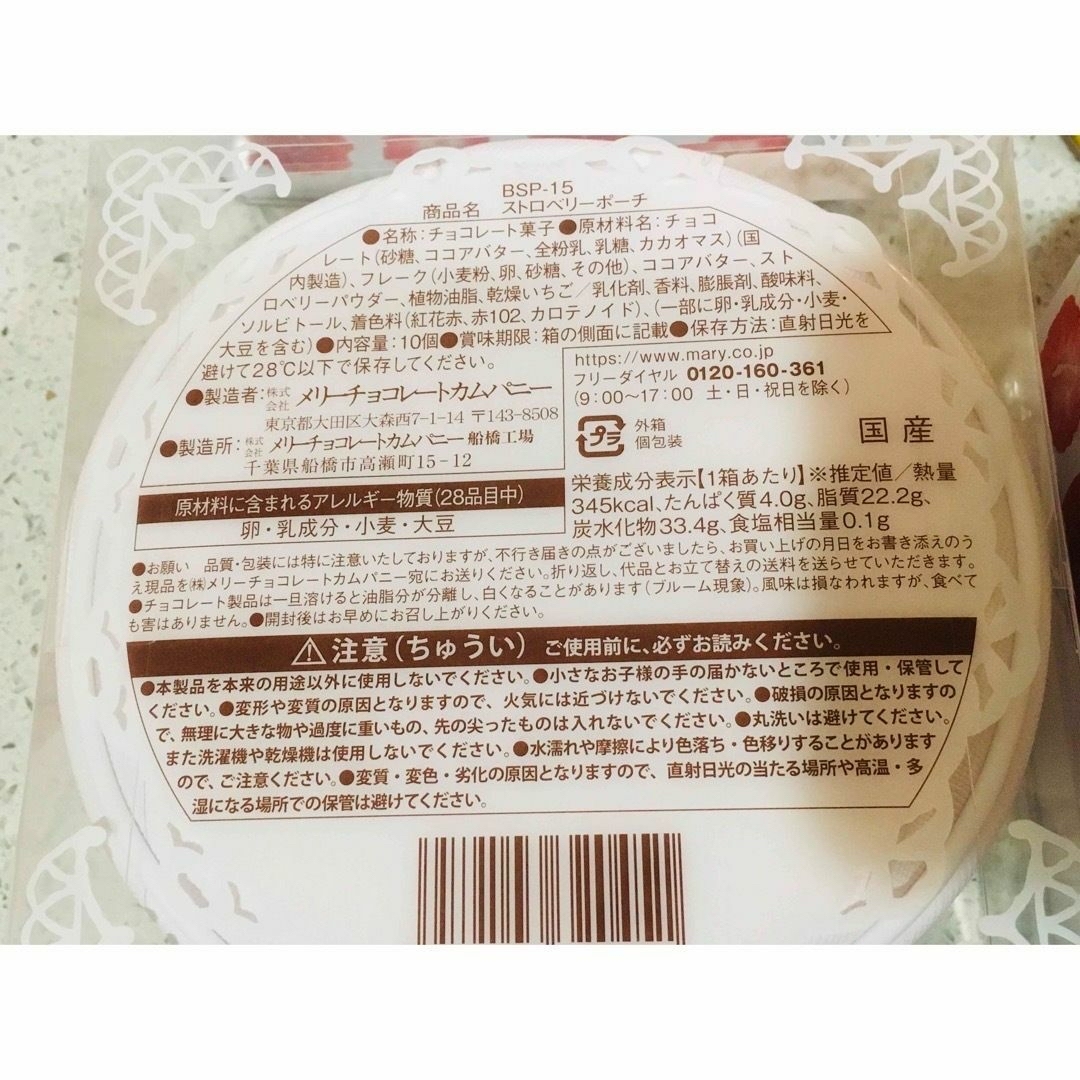 BSP-15
商品名 ストロベリーポーチ
●名称:チョコレート菓子●原材料名:チョコ
レート(砂糖、ココアバター、全粉乳、乳糖、カカオマス)(国
内製造)、フレーク(小麦粉、卵、砂糖、その他)、ココアバター、スト
ロベリーパウダー、植物油脂、乾燥いちご/乳化剤、香料、膨脹剤、酸味料、
ソルビトール、着色料(紅花赤、赤102、カロテノイド)、(一部に卵・乳成分・小麦・
大豆を含む)●内容量:10個●賞味期限:箱の側面に記載●保存方法:直射日光を
避けて28℃以下で保存してください。
●製造者:株式会社 メリーチョコレートカムパニー
東京都大田区大森西7-1-14 〒143-8508
●製造所:株式会社 メリーチョコレートカムパニー 船橋工場
千葉県船橋市高瀬町15-12
https://www.mary.co.jp
フリーダイヤル 0120-160-361
(9:00〜17:00 土・日・祝日を除く)
プラ 外箱
個包装
国産
原材料に含まれるアレルギー物質(28品目中)
卵・乳成分・小麦・大豆
栄養成分表示【1箱あたり】※推定値/熱量
345kcal、たんぱく質4.0g、脂質22.2g、
炭水化物33.4g、食塩相当量0.1g
●お願い 品質・包装には特に注意いたしておりますが、不行き届きの点がございましたら、お買い上げの月日をお書き添えのう
え現品を㈱メリーチョコレートカムパニー宛にお送りください。折り返し、代品とお立て替えの送料を送らせていただきます。
●チョコレート製品は一旦溶けると油脂分が分離し、白くなることがあります(ブルーム現象)。風味は損なわれますが、食べて
も害はありません。●開封後はお早めにお召し上がりください。
⚠注意(ちゅうい) ご使用前に、必ずお読みください。
●本製品を本来の用途以外に使用しないでください。●小さなお子様の手の届かないところで使用・保管して
ください。●変形や変質の原因となりますので、火気には近づけないでください。●破損の原因となりますの
で、無理に大きな物や過度に重いもの、先の尖ったものは入れないでください。●丸洗いは避けてください。
また洗濯機や乾燥機は使用しないでください。●水濡れや摩擦により色落ち・色移りすることがあります
ので、ご注意ください。●変質・変色・劣化の原因となりますので、直射日光の当たる場所や高温・多
湿になる場所での保管は避けてください。